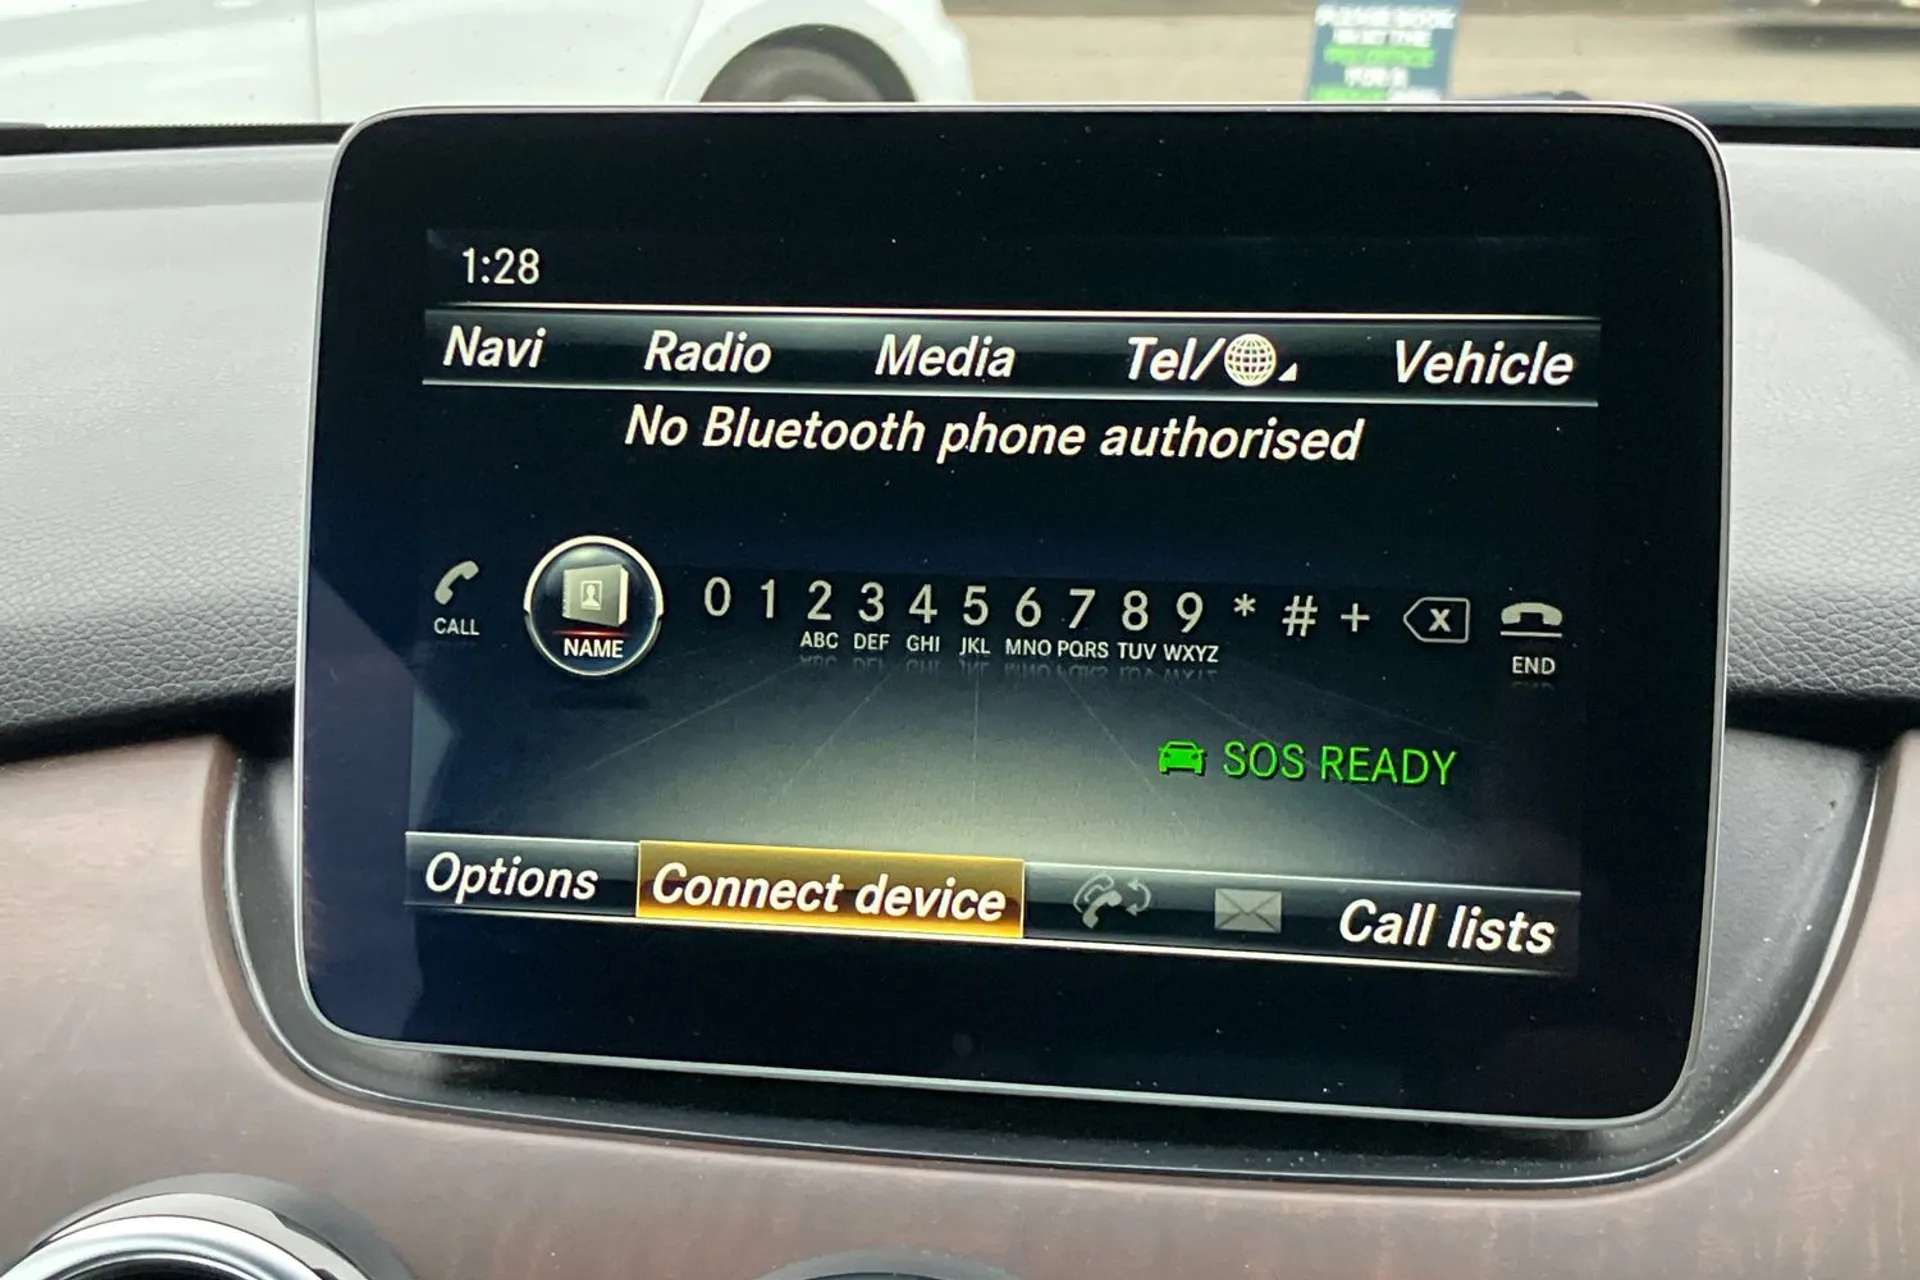 PLEASE BOOK
1:28
Navi Radio Media Tel/ Vehicle
No Bluetooth phone authorised
0 1 2 3 4 5 6 7 8 9 * # + X
ABC DEF GHI JKL MNO PQRS TUV WXYZ
CALL NAME END
SOS READY
Options Connect device Call lists